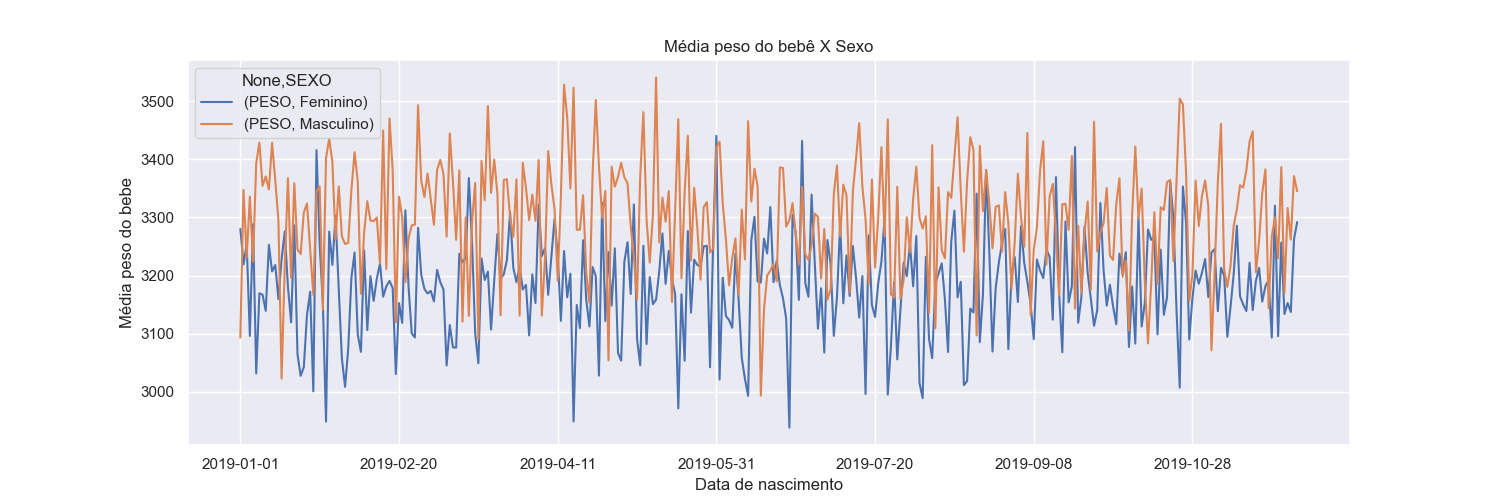 Média peso do bebê X Sexo
None,SEXO
(PESO, Feminino)
(PESO, Masculino)
Média peso do bebe
3500
3400
3300
3200
3100
3000
2019-01-01
2019-02-20
2019-04-11
2019-05-31
2019-07-20
2019-09-08
2019-10-28
Data de nascimento